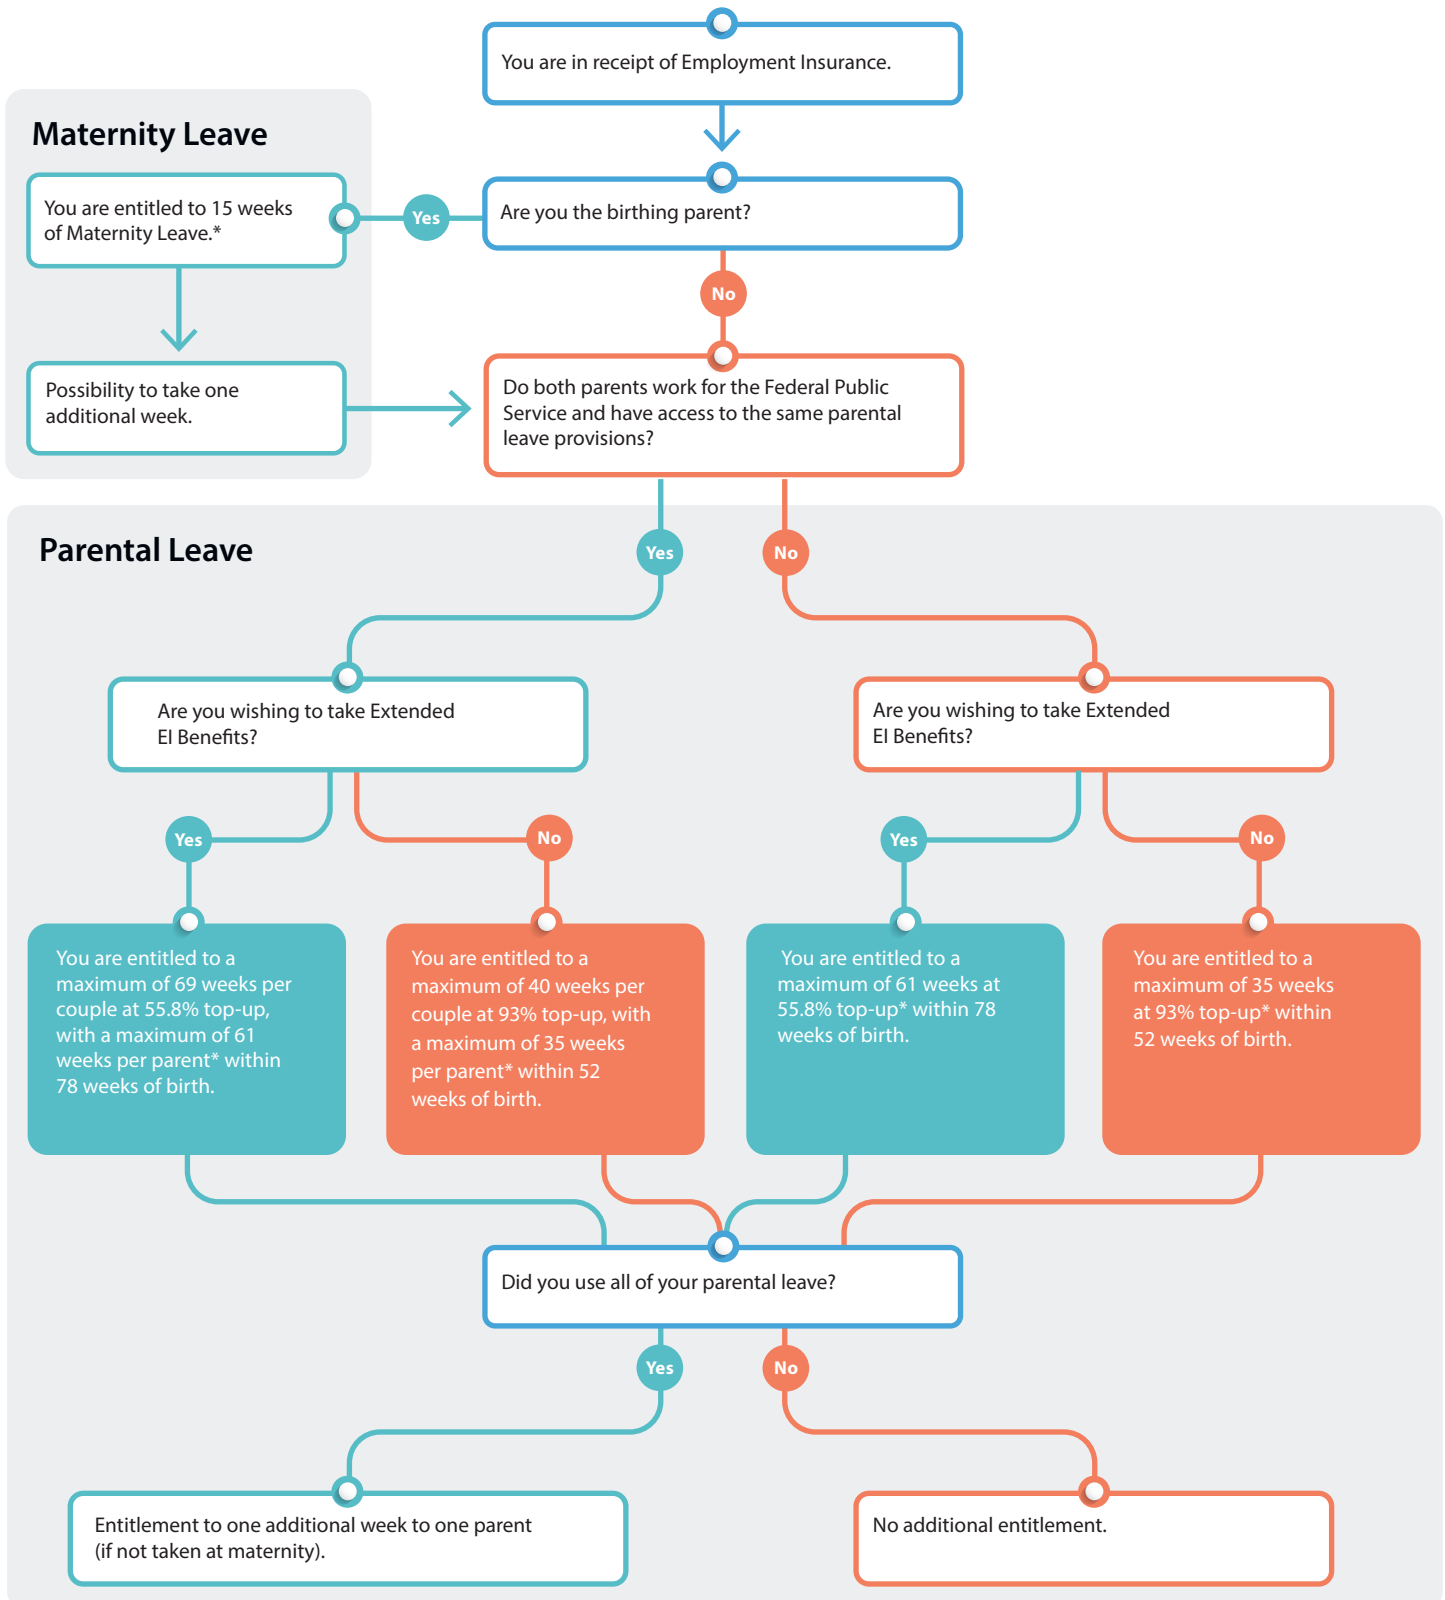 You are in receipt of Employment Insurance.
Maternity Leave
You are entitled to 15 weeks
of Maternity Leave.*
Yes
Are you the birthing parent?
No
Possibility to take one
additional week.
Do both parents work for the Federal Public
Service and have access to the same parental
leave provisions?
Parental Leave
Yes
No
Are you wishing to take Extended
EI Benefits?
Are you wishing to take Extended
EI Benefits?
Yes
No
Yes
No
You are entitled to a
maximum of 69 weeks per
couple at 55.8% top-up,
with a maximum of 61
weeks per parent* within
78 weeks of birth.
You are entitled to a
maximum of 40 weeks per
couple at 93% top-up, with
a maximum of 35 weeks
per parent* within 52
weeks of birth.
You are entitled to a
maximum of 61 weeks at
55.8% top-up* within 78
weeks of birth.
You are entitled to a
maximum of 35 weeks
at 93% top-up* within
52 weeks of birth.
Did you use all of your parental leave?
Yes
No
Entitlement to one additional week to one parent
(if not taken at maternity).
No additional entitlement.